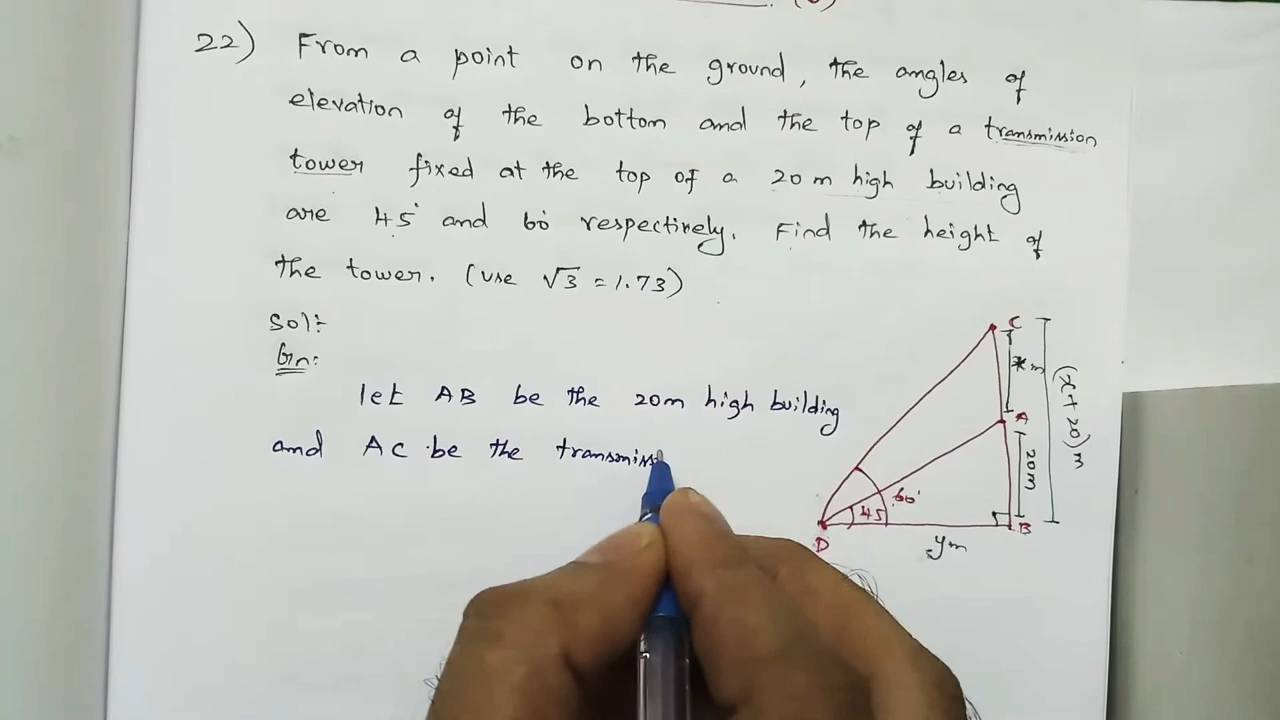 22) From a point on the ground, the angles of
elevation of the bottom and the top of a transmission
tower fixed at the top of a 20 m high building
are 45° and 60° respectively. Find the height of
the tower. (use √3 = 1.73)
Sol:-
Gn:
let AB be the 20m high building
and AC be the transmiss
C
x m
A
(x+20)m
20m
60°
45
D
B
ym